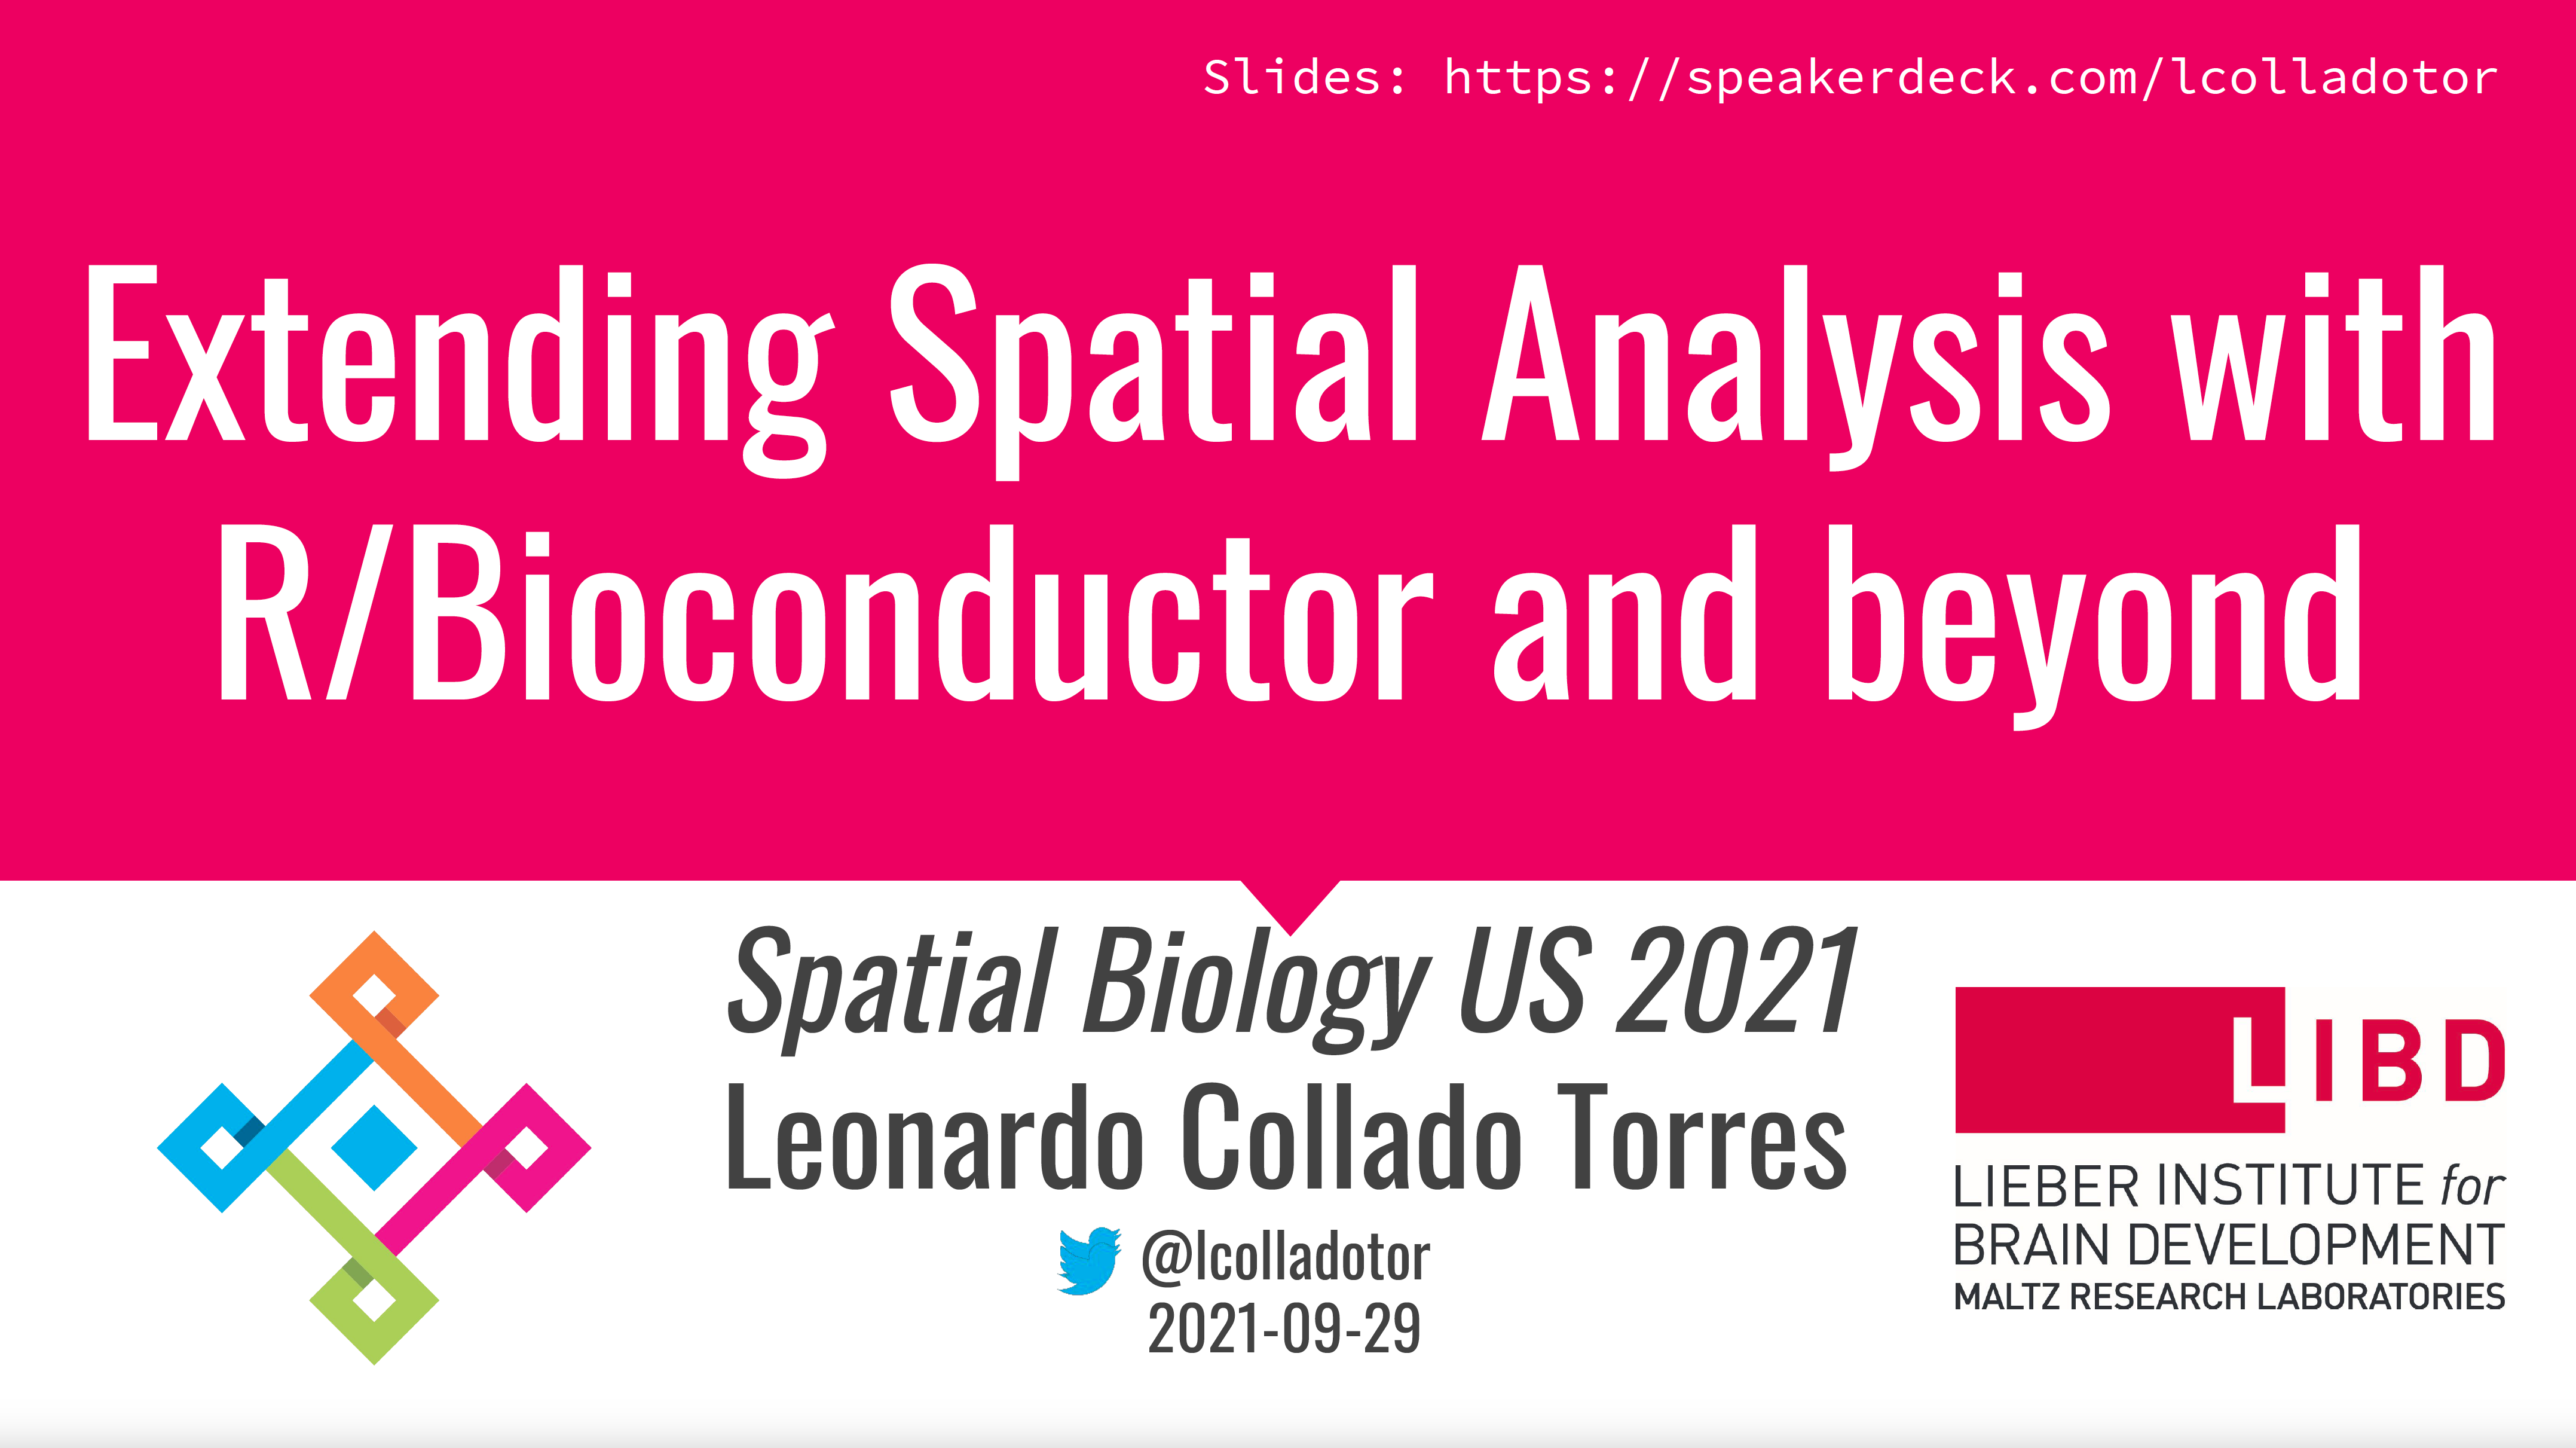 Slides: https://speakerdeck.com/lcolladotor
Extending Spatial Analysis with
R/Bioconductor and beyond
Spatial Biology US 2021
Leonardo Collado Torres
@lcolladotor
2021-09-29
LIBD
LIEBER INSTITUTE for
BRAIN DEVELOPMENT
MALTZ RESEARCH LABORATORIES